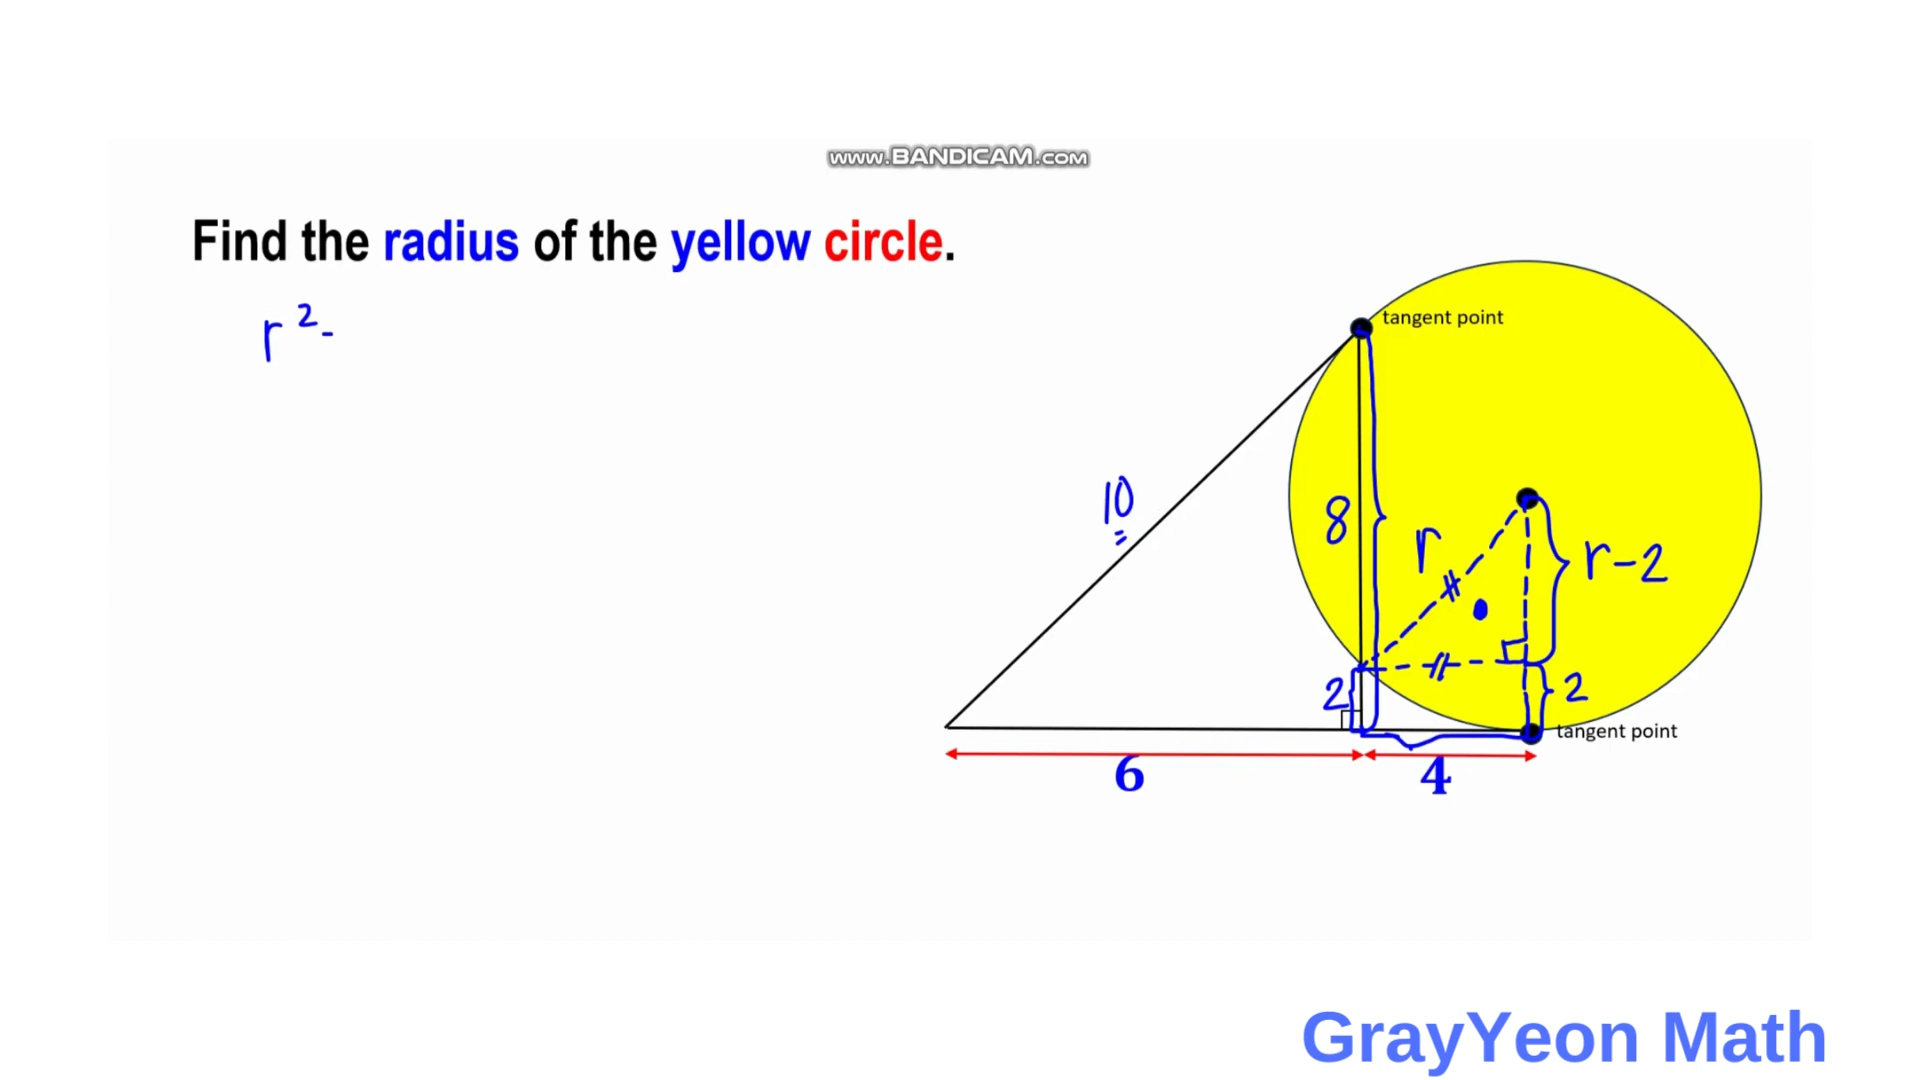 www.BANDICAM.com
Find the radius of the yellow circle.
r² -
tangent point
10
8
r
r-2
2
2
tangent point
6
4
GrayYeon Math